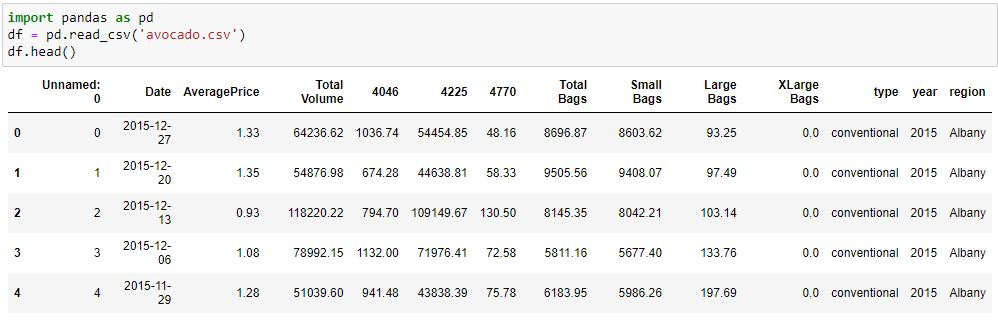 import pandas as pd
df = pd.read_csv('avocado.csv')
df.head()
Unnamed: 0 Date AveragePrice Total Volume 4046 4225 4770 Total Bags Small Bags Large Bags XLarge Bags type year region
0 0 2015-12-27 1.33 64236.62 1036.74 54454.85 48.16 8696.87 8603.62 93.25 0.0 conventional 2015 Albany
1 1 2015-12-20 1.35 54876.98 674.28 44638.81 58.33 9505.56 9408.07 97.49 0.0 conventional 2015 Albany
2 2 2015-12-13 0.93 118220.22 794.70 109149.67 130.50 8145.35 8042.21 103.14 0.0 conventional 2015 Albany
3 3 2015-12-06 1.08 78992.15 1132.00 71976.41 72.58 5811.16 5677.40 133.76 0.0 conventional 2015 Albany
4 4 2015-11-29 1.28 51039.60 941.48 43838.39 75.78 6183.95 5986.26 197.69 0.0 conventional 2015 Albany